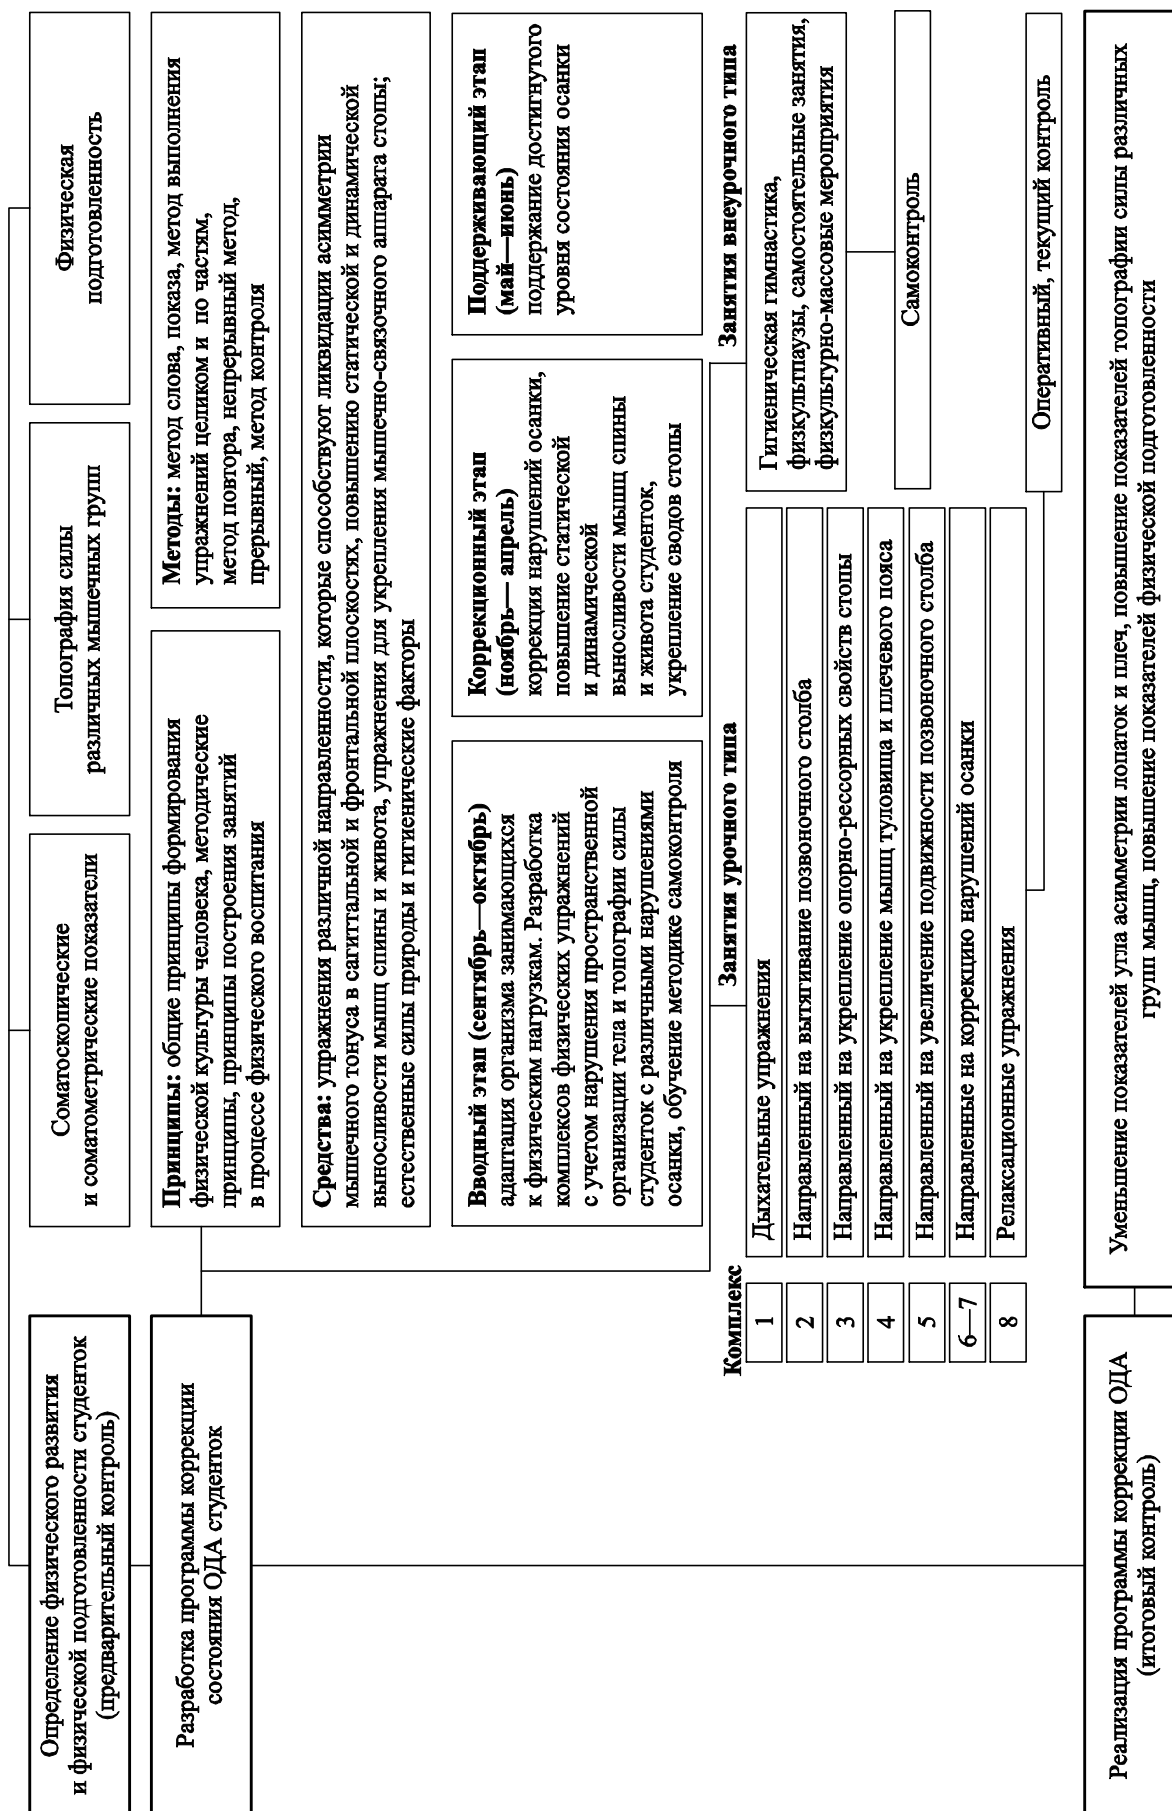 Определение физического развития
и физической подготовленности студенток
(предварительный контроль)
Соматоскопические
и соматометрические показатели
Топография силы
различных мышечных групп
Физическая
подготовленность
Разработка программы коррекции
состояния ОДА студенток
Принципы: общие принципы формирования
физической культуры человека, методические
принципы, принципы построения занятий
в процессе физического воспитания
Методы: метод слова, показа, метод выполнения
упражнений целиком и по частям,
метод повтора, непрерывный метод,
прерывный, метод контроля
Средства: упражнения различной направленности, которые способствуют ликвидации асимметрии
мышечного тонуса в сагиттальной и фронтальной плоскостях, повышению статической и динамической
выносливости мышц спины и живота, упражнения для укрепления мышечно-связочного аппарата стопы;
естественные силы природы и гигиенические факторы
Вводный этап (сентябрь—октябрь)
адаптация организма занимающихся
к физическим нагрузкам. Разработка
комплексов физических упражнений
с учетом нарушения пространственной
организации тела и топографии силы
студенток с различными нарушениями
осанки, обучение методике самоконтроля
Коррекционный этап
(ноябрь— апрель)
коррекция нарушений осанки,
повышение статической
и динамической
выносливости мышц спины
и живота студенток,
укрепление сводов стопы
Поддерживающий этап
(май—июнь)
поддержание достигнутого
уровня состояния осанки
Комплекс
Занятия урочного типа
Занятия внеурочного типа
1
Дыхательные упражнения
2
Направленный на вытягивание позвоночного столба
3
Направленный на укрепление опорно-рессорных свойств стопы
4
Направленный на укрепление мышц туловища и плечевого пояса
5
Направленный на увеличение подвижности позвоночного столба
6—7
Направленные на коррекцию нарушений осанки
8
Релаксационные упражнения
Гигиеническая гимнастика,
физкультпаузы, самостоятельные занятия,
физкультурно-массовые мероприятия
Самоконтроль
Оперативный, текущий контроль
Реализация программы коррекции ОДА
(итоговый контроль)
Уменьшение показателей угла асимметрии лопаток и плеч, повышение показателей топографии силы различных
групп мышц, повышение показателей физической подготовленности